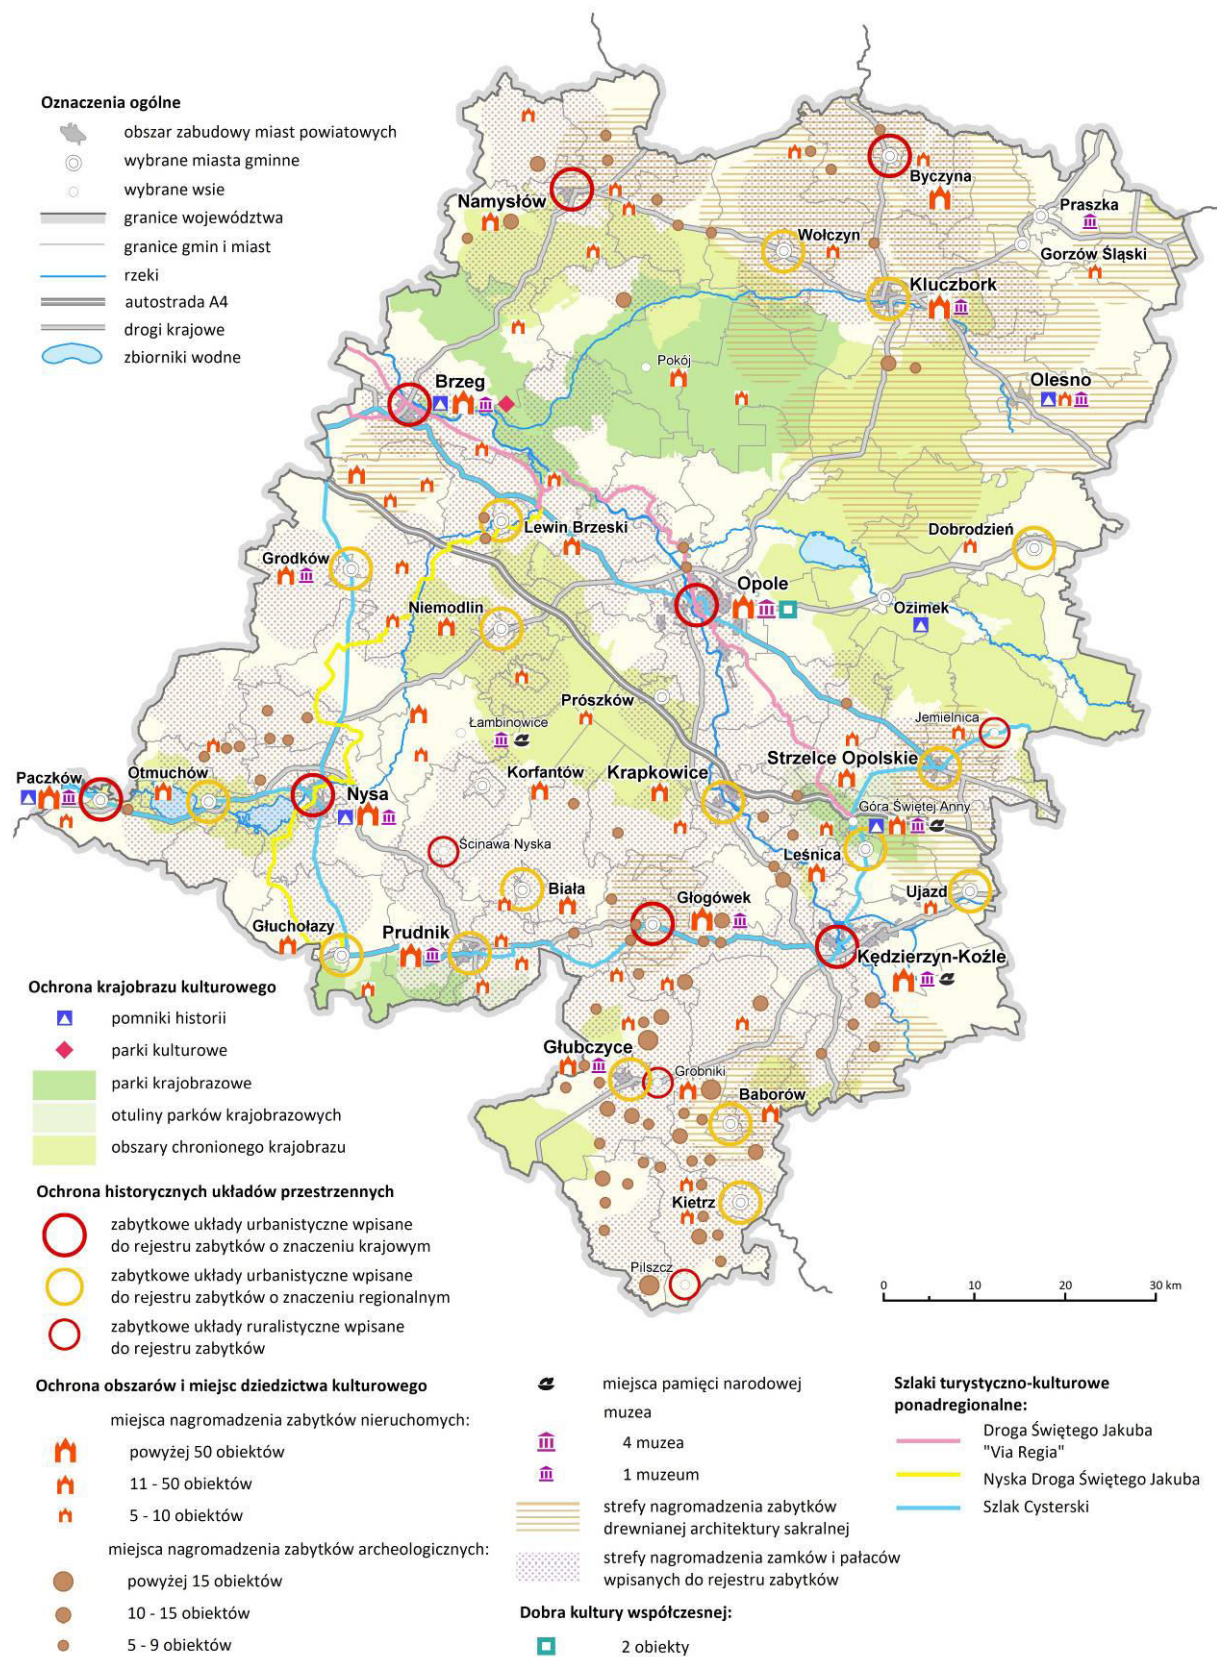 Oznaczenia ogólne
obszar zabudowy miast powiatowych
wybrane miasta gminne
wybrane wsie
granice województwa
granice gmin i miast
rzeki
autostrada A4
drogi krajowe
zbiorniki wodne
Byczyna
Praszka
Namysłów
Wołczyn
Gorzów Śląski
Kluczbork
Pokój
Brzeg
Olesno
Lewin Brzeski
Dobrodzień
Grodków
Opole
Niemodlin
Ozimek
Prószków
Łambinowice
Jemielnica
Strzelce Opolskie
Paczków
Otmuchów
Nysa
Korfantów
Krapkowice
Góra Świętej Anny
Ścinawa Nyska
Leśnica
Biała
Głogówek
Ujazd
Głuchołazy
Prudnik
Kędzierzyn-Koźle
Głubczyce
Grobniki
Baborów
Kietrz
Pilszcz
0 10 20 30 km
Ochrona krajobrazu kulturowego
pomniki historii
parki kulturowe
parki krajobrazowe
otuliny parków krajobrazowych
obszary chronionego krajobrazu
Ochrona historycznych układów przestrzennych
zabytkowe układy urbanistyczne wpisane
do rejestru zabytków o znaczeniu krajowym
zabytkowe układy urbanistyczne wpisane
do rejestru zabytków o znaczeniu regionalnym
zabytkowe układy ruralistyczne wpisane
do rejestru zabytków
Ochrona obszarów i miejsc dziedzictwa kulturowego
miejsca nagromadzenia zabytków nieruchomych:
powyżej 50 obiektów
11 - 50 obiektów
5 - 10 obiektów
miejsca nagromadzenia zabytków archeologicznych:
powyżej 15 obiektów
10 - 15 obiektów
5 - 9 obiektów
miejsca pamięci narodowej
muzea
4 muzea
1 muzeum
strefy nagromadzenia zabytków
drewnianej architektury sakralnej
strefy nagromadzenia zamków i pałaców
wpisanych do rejestru zabytków
Dobra kultury współczesnej:
2 obiekty
Szlaki turystyczno-kulturowe
ponadregionalne:
Droga Świętego Jakuba
"Via Regia"
Nyska Droga Świętego Jakuba
Szlak Cysterski